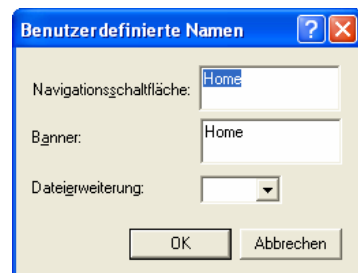 Benutzerdefinierte Namen
Navigationsschaltfläche:
Home
Banner:
Home
Dateierweiterung:
OK
Abbrechen